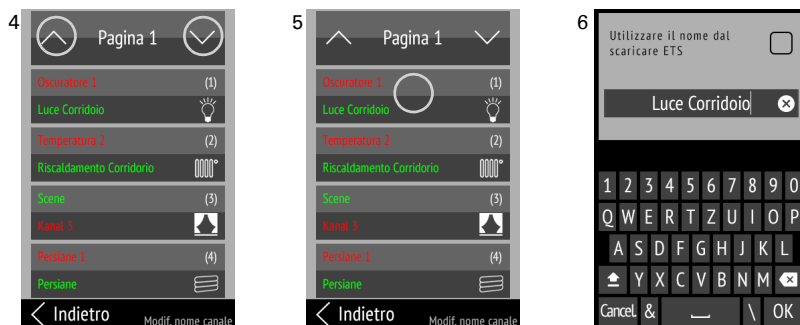 4
Pagina 1
Oscuratore 1 (1)
Luce Corridoio
Temperatura 2 (2)
Riscaldamento Corridorio
Scene (3)
Kanal 3
Persiane 1 (4)
Persiane
Indietro
Modif. nome canale
5
Pagina 1
Oscuratore 1 (1)
Luce Corridoio
Temperatura 2 (2)
Riscaldamento Corridorio
Scene (3)
Kanal 3
Persiane 1 (4)
Persiane
Indietro
Modif. nome canale
6
Utilizzare il nome dal
scaricare ETS
Luce Corridoio
1 2 3 4 5 6 7 8 9 0
Q W E R T Z U I O P
A S D F G H J K L
Y X C V B N M
Cancel & \ OK